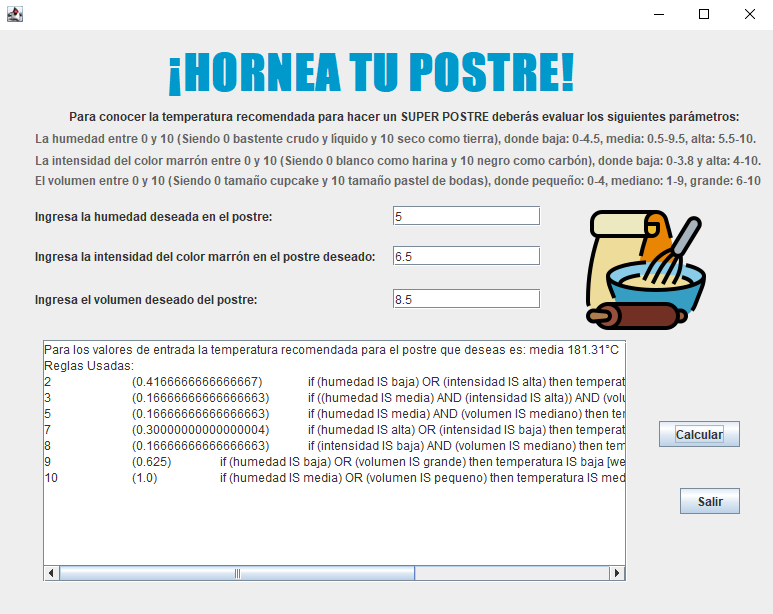 ¡HORNEA TU POSTRE!
Para conocer la temperatura recomendada para hacer un SUPER POSTRE deberás evaluar los siguientes parámetros:
La humedad entre 0 y 10 (Siendo 0 bastente crudo y líquido y 10 seco como tierra), donde baja: 0-4.5, media: 0.5-9.5, alta: 5.5-10.
La intensidad del color marrón entre 0 y 10 (Siendo 0 blanco como harina y 10 negro como carbón), donde baja: 0-3.8 y alta: 4-10.
El volumen entre 0 y 10 (Siendo 0 tamaño cupcake y 10 tamaño pastel de bodas), donde pequeño: 0-4, mediano: 1-9, grande: 6-10
Ingresa la humedad deseada en el postre: 5
Ingresa la intensidad del color marrón en el postre deseado: 6.5
Ingresa el volumen deseado del postre: 8.5
Para los valores de entrada la temperatura recomendada para el postre que deseas es: media 181.31°C
Reglas Usadas:
2 (0.4166666666666667) if (humedad IS baja) OR (intensidad IS alta) then temperat
3 (0.16666666666666663) if ((humedad IS media) AND (intensidad IS alta)) AND (volu
5 (0.16666666666666663) if (humedad IS media) AND (volumen IS mediano) then ten
7 (0.30000000000000004) if (humedad IS alta) OR (intensidad IS baja) then temperat
8 (0.16666666666666663) if (intensidad IS baja) AND (volumen IS mediano) then tem
9 (0.625) if (humedad IS baja) OR (volumen IS grande) then temperatura IS baja [we
10 (1.0) if (humedad IS media) OR (volumen IS pequeno) then temperatura IS med
Calcular
Salir